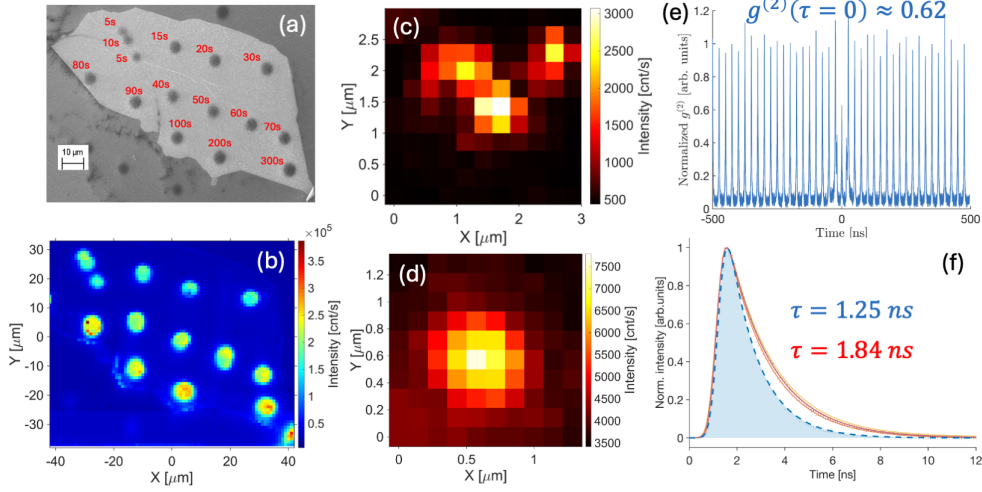 (a)
5s
10s
15s
20s
30s
5s
80s
90s
40s
50s
60s
70s
100s
200s
300s
10 µm
(b)
×10⁵
30
20
10
0
-10
-20
-30
Y [µm]
-40
-20
0
20
40
X [µm]
3.5
3
2.5
2
1.5
1
0.5
Intensity [cnt/s]
(c)
2.5
2
1.5
1
0.5
0
Y [µm]
0
1
2
3
X [µm]
3000
2500
2000
1500
1000
500
Intensity [cnt/s]
(d)
1.2
1
0.8
0.6
0.4
0.2
0
Y [µm]
0
0.5
1
X [µm]
7500
7000
6500
6000
5500
5000
4500
4000
3500
Intensity [cnt/s]
(e)
g⁽²⁾(τ = 0) ≈ 0.62
1.2
1
0.8
0.6
0.4
0.2
0
Normalized g⁽²⁾ [arb. units]
-500
0
500
Time [ns]
(f)
τ = 1.25 ns
τ = 1.84 ns
1
0.8
0.6
0.4
0.2
0
Norm. intensity [arb.units]
0
2
4
6
8
10
12
Time [ns]